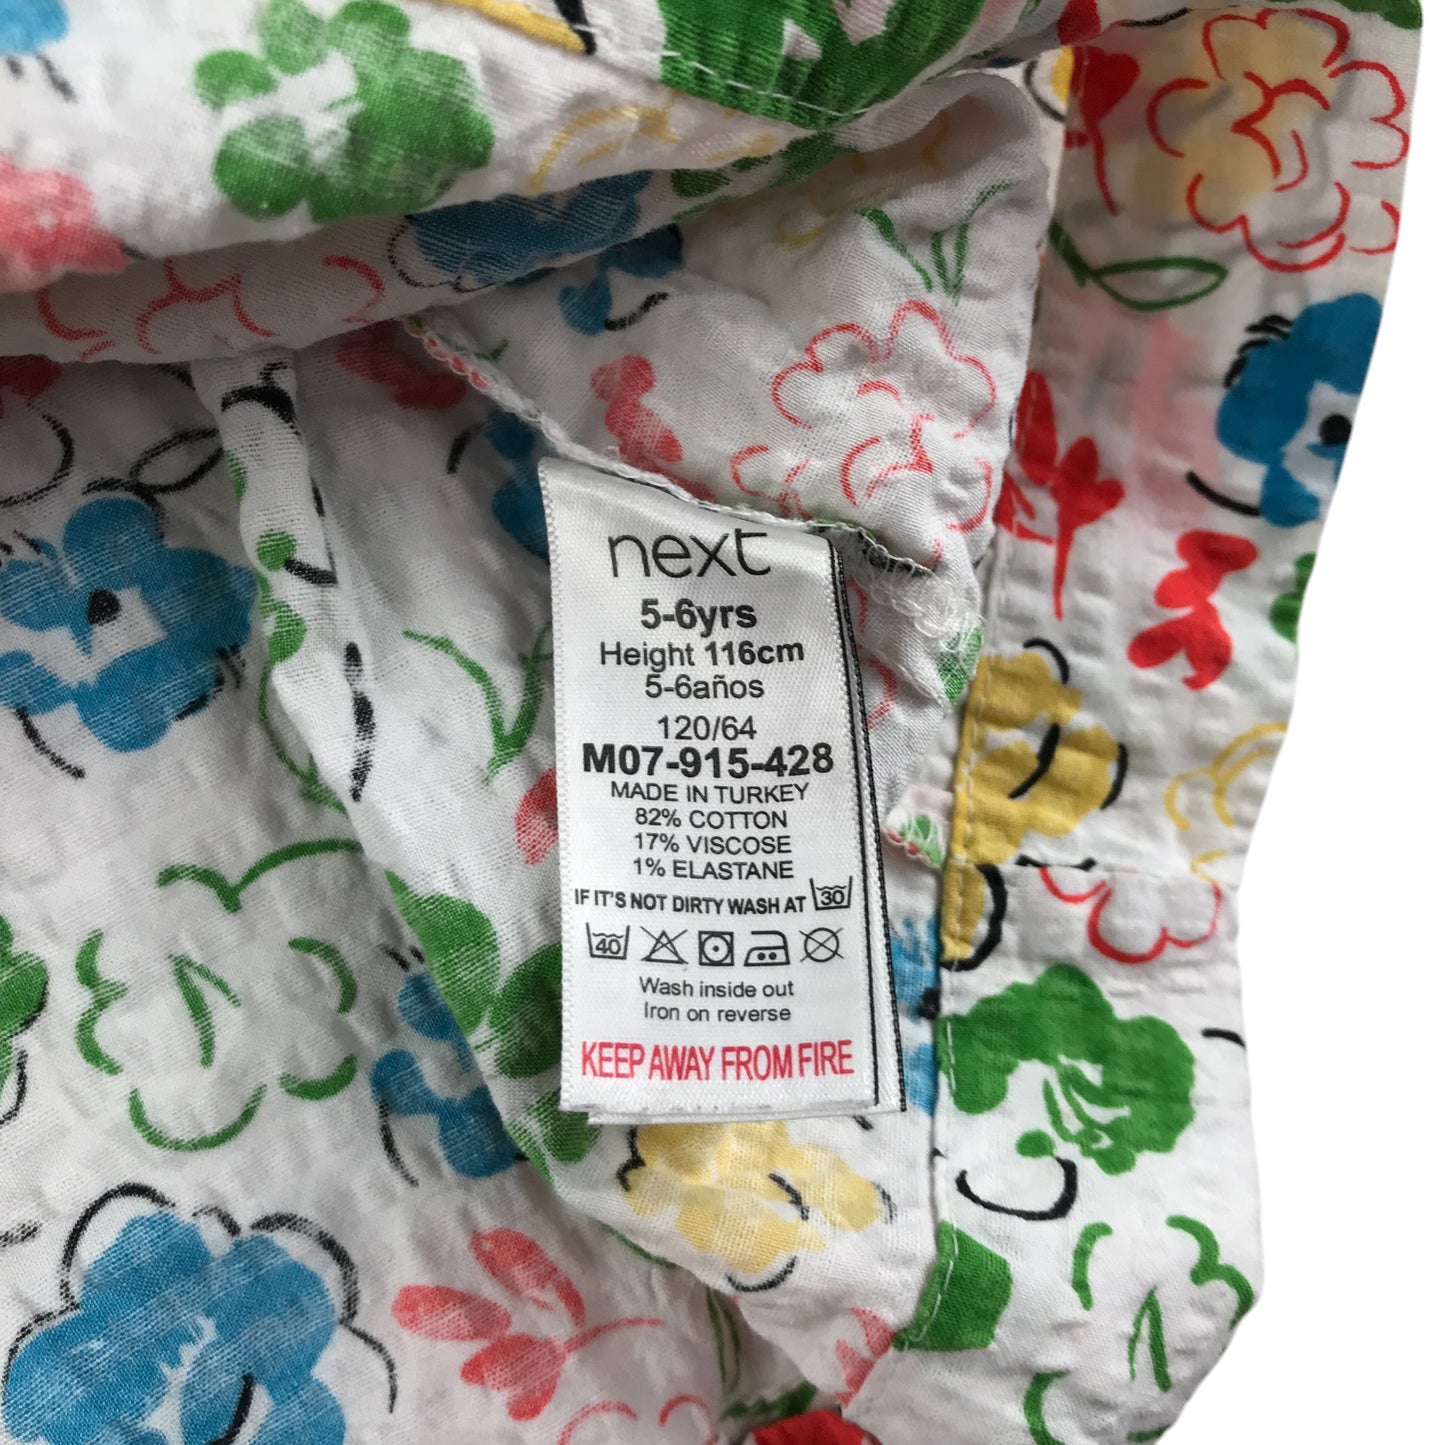 next
5-6yrs
Height 116cm
5-6años
120/64
M07-915-428
MADE IN TURKEY
82% COTTON
17% VISCOSE
1% ELASTANE
IF IT'S NOT DIRTY WASH AT 30
40
Wash inside out
Iron on reverse
KEEP AWAY FROM FIRE